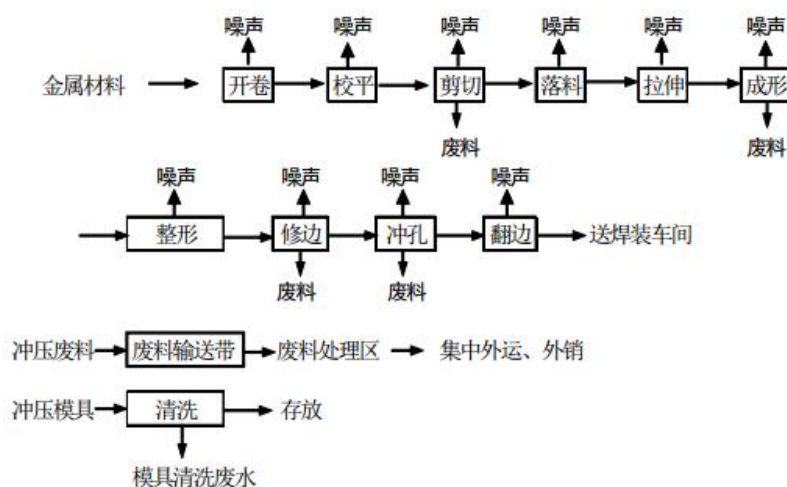 噪声 噪声 噪声 噪声 噪声 噪声
金属材料 开卷 校平 剪切 落料 拉伸 成形
废料 废料
噪声 噪声 噪声 噪声
整形 修边 冲孔 翻边 送焊装车间
废料 废料
冲压废料 废料输送带 废料处理区 集中外运、外销
冲压模具 清洗 存放
模具清洗废水